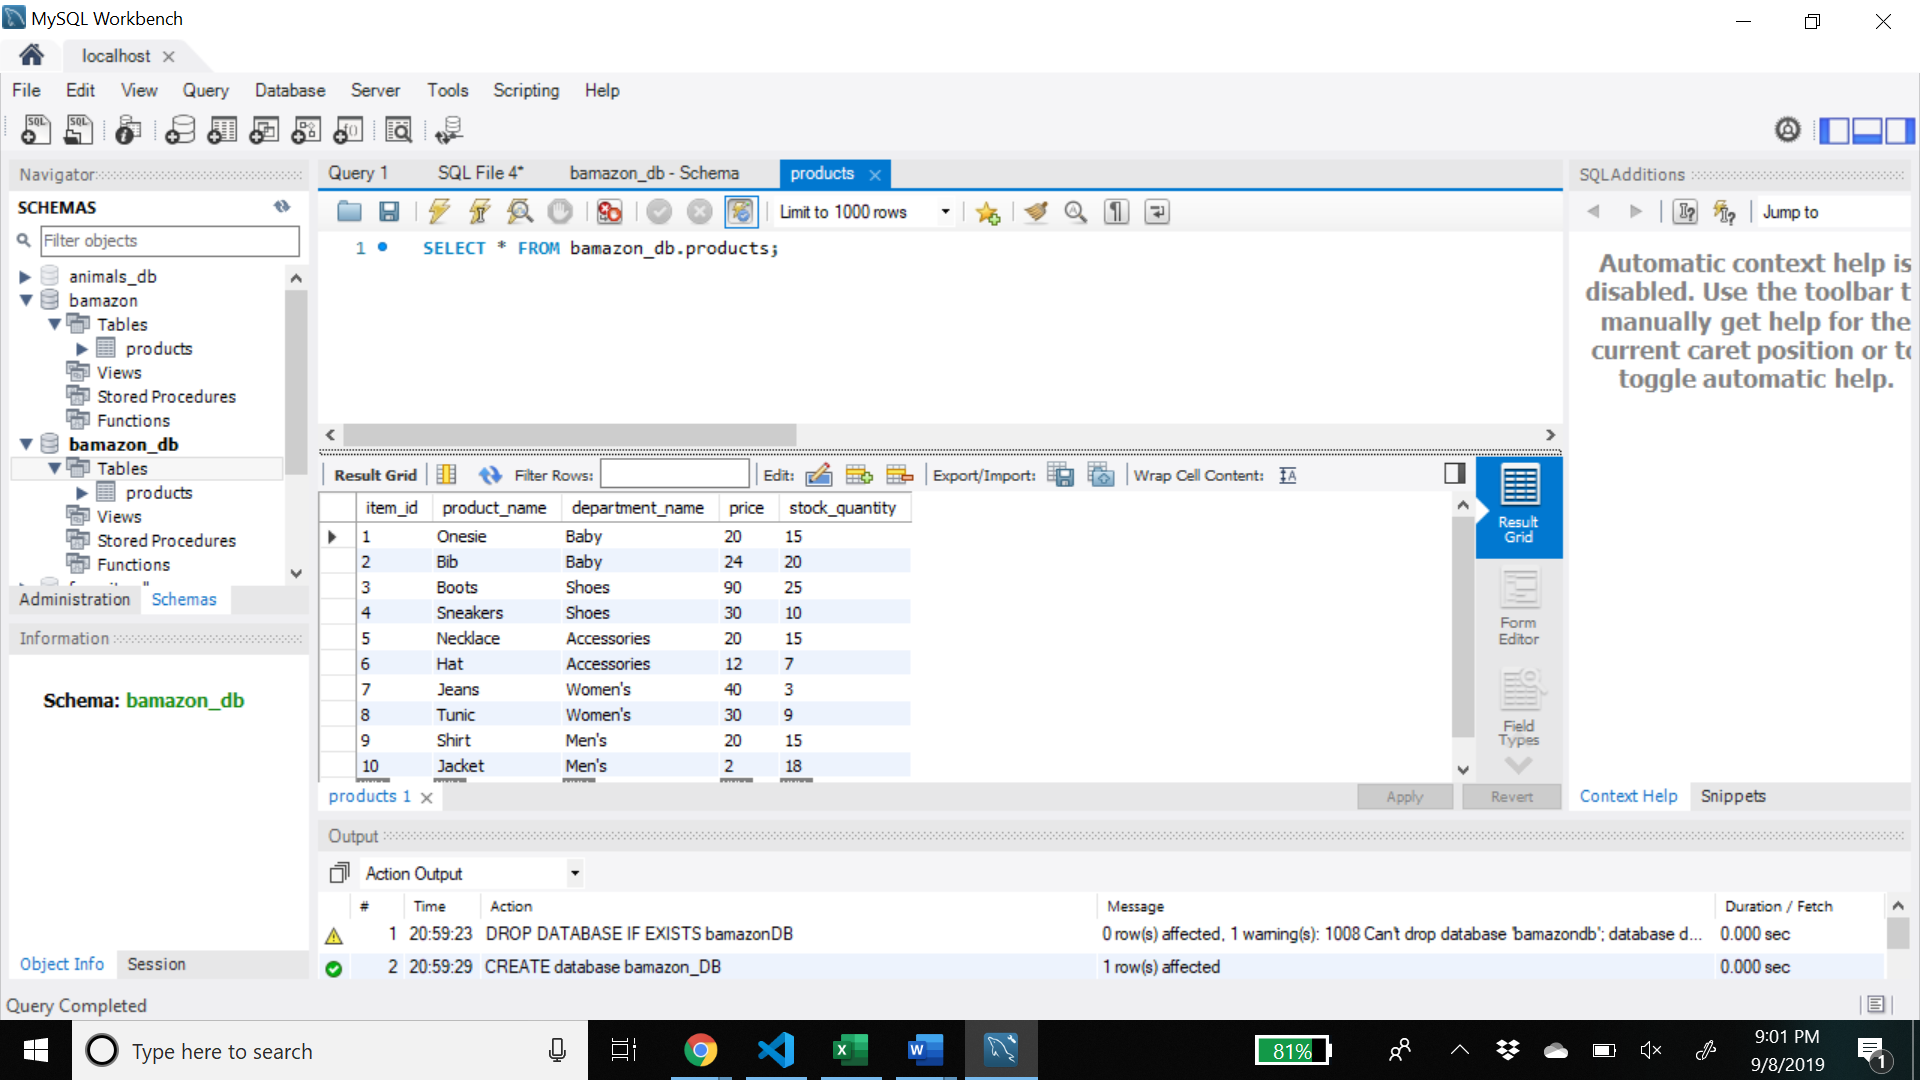 MySQL Workbench
localhost
File Edit View Query Database Server Tools Scripting Help
Navigator
SCHEMAS
Filter objects
animals_db
bamazon
Tables
products
Views
Stored Procedures
Functions
bamazon_db
Tables
products
Views
Stored Procedures
Functions
Administration Schemas
Information
Schema: bamazon_db
Object Info Session
Query Completed
Query 1 SQL File 4* bamazon_db - Schema products
Limit to 1000 rows
1 SELECT * FROM bamazon_db.products;
Result Grid Filter Rows: Edit: Export/Import: Wrap Cell Content:
item_id product_name department_name price stock_quantity
1 Onesie Baby 20 15
2 Bib Baby 24 20
3 Boots Shoes 90 25
4 Sneakers Shoes 30 10
5 Necklace Accessories 20 15
6 Hat Accessories 12 7
7 Jeans Women's 40 3
8 Tunic Women's 30 9
9 Shirt Men's 20 15
10 Jacket Men's 2 18
Result
Grid
Form
Editor
Field
Types
products 1
Apply Revert
SQLAdditions
Jump to
Automatic context help is
disabled. Use the toolbar t
manually get help for the
current caret position or to
toggle automatic help.
Context Help Snippets
Output
Action Output
# Time Action Message Duration / Fetch
1 20:59:23 DROP DATABASE IF EXISTS bamazonDB 0 row(s) affected, 1 warning(s): 1008 Can't drop database 'bamazondb'; database d... 0.000 sec
2 20:59:29 CREATE database bamazon_DB 1 row(s) affected 0.000 sec
Type here to search
81%
9:01 PM
9/8/2019
1